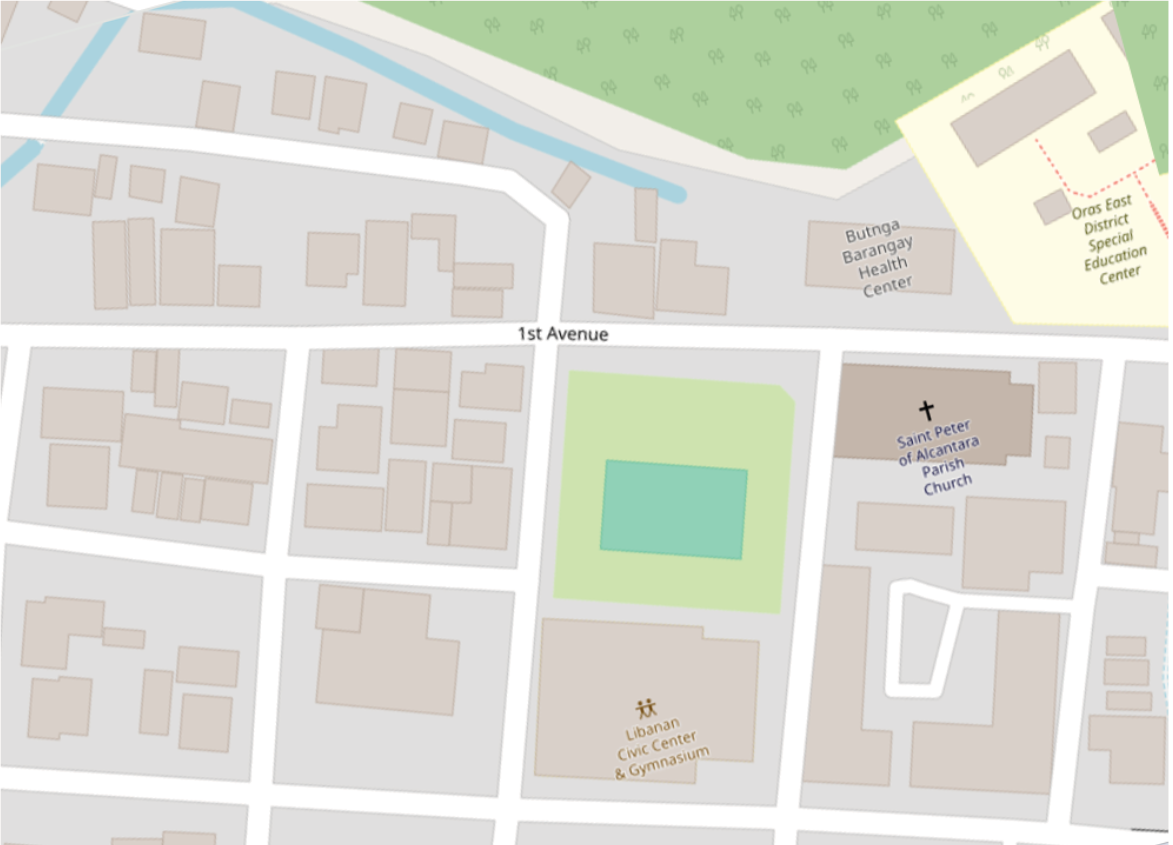 Butnga
Barangay
Health
Center
Oras East
District
Special
Education
Center
1st Avenue
Saint Peter
of Alcantara
Parish
Church
Libanan
Civic Center
& Gymnasium